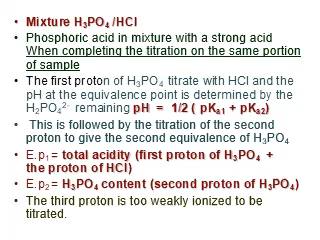 • Mixture H₃PO₄ /HCl
• Phosphoric acid in mixture with a strong acid
When completing the titration on the same portion
of sample
• The first proton of H₃PO₄ titrate with HCl and the
pH at the equivalence point is determined by the
H₂PO₄²⁻ remaining pH = 1/2 ( pKₐ₁ + pKₐ₂)
• This is followed by the titration of the second
proton to give the second equivalence of H₃PO₄
• E.p₁ = total acidity (first proton of H₃PO₄ +
the proton of HCl)
• E.p₂ = H₃PO₄ content (second proton of H₃PO₄)
• The third proton is too weakly ionized to be
titrated.